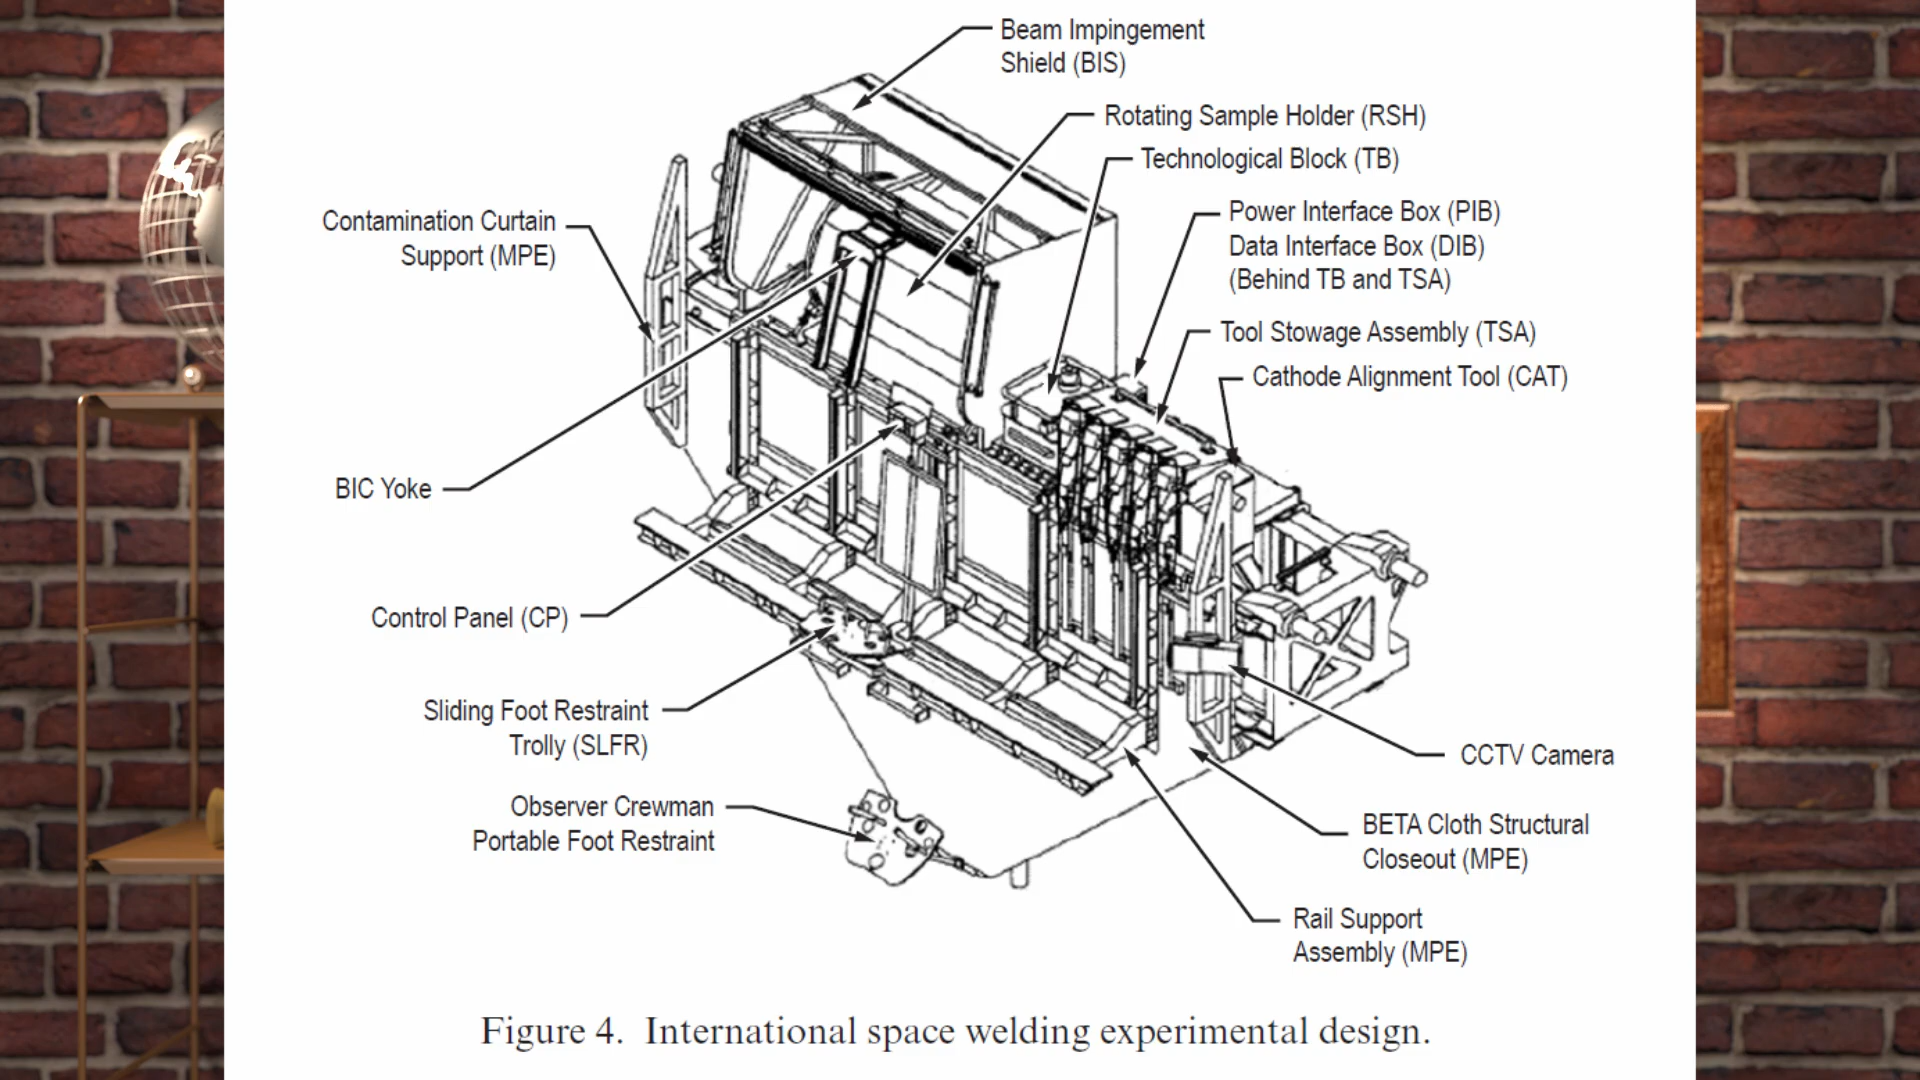 Beam Impingement
Shield (BIS)
Rotating Sample Holder (RSH)
Technological Block (TB)
Power Interface Box (PIB)
Data Interface Box (DIB)
(Behind TB and TSA)
Tool Stowage Assembly (TSA)
Cathode Alignment Tool (CAT)
Contamination Curtain
Support (MPE)
BIC Yoke
Control Panel (CP)
Sliding Foot Restraint
Trolly (SLFR)
Observer Crewman
Portable Foot Restraint
CCTV Camera
BETA Cloth Structural
Closeout (MPE)
Rail Support
Assembly (MPE)
Figure 4. International space welding experimental design.